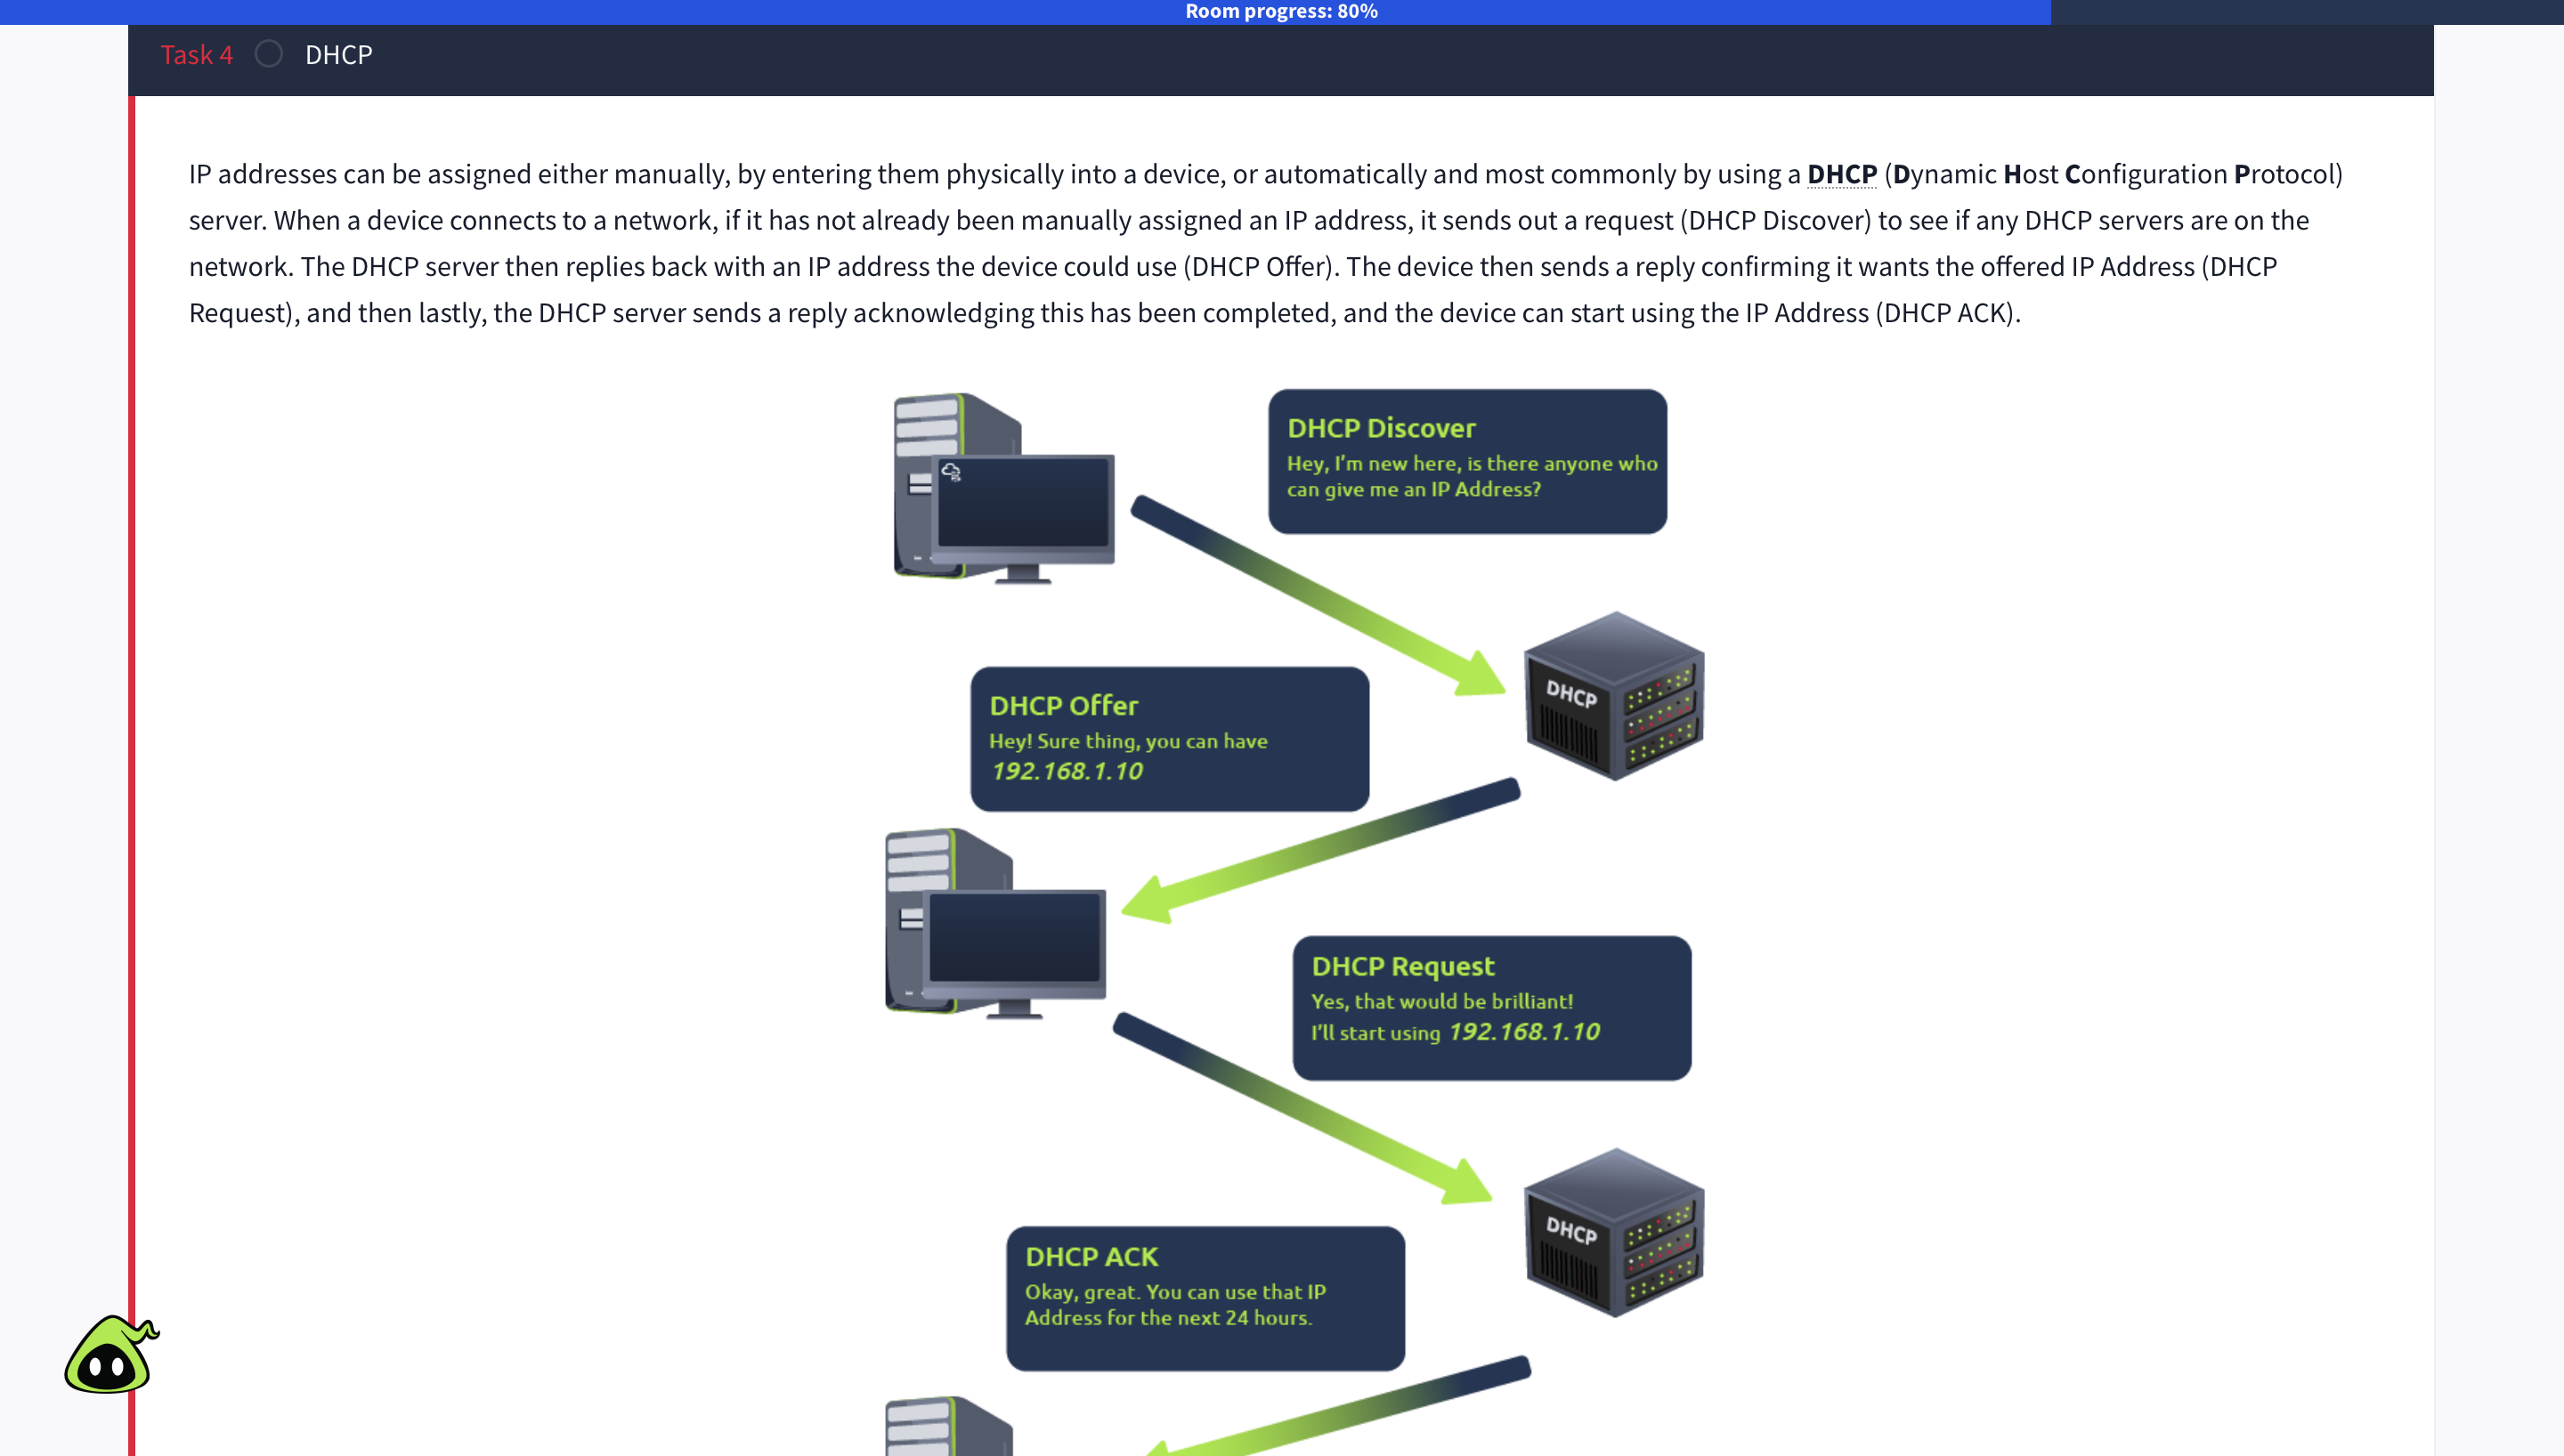 Room progress: 80%
Task 4 DHCP
IP addresses can be assigned either manually, by entering them physically into a device, or automatically and most commonly by using a DHCP (Dynamic Host Configuration Protocol)
server. When a device connects to a network, if it has not already been manually assigned an IP address, it sends out a request (DHCP Discover) to see if any DHCP servers are on the
network. The DHCP server then replies back with an IP address the device could use (DHCP Offer). The device then sends a reply confirming it wants the offered IP Address (DHCP
Request), and then lastly, the DHCP server sends a reply acknowledging this has been completed, and the device can start using the IP Address (DHCP ACK).
DHCP Discover
Hey, I'm new here, is there anyone who
can give me an IP Address?
DHCP
DHCP Offer
Hey! Sure thing, you can have
192.168.1.10
DHCP Request
Yes, that would be brilliant!
I'll start using 192.168.1.10
DHCP
DHCP ACK
Okay, great. You can use that IP
Address for the next 24 hours.